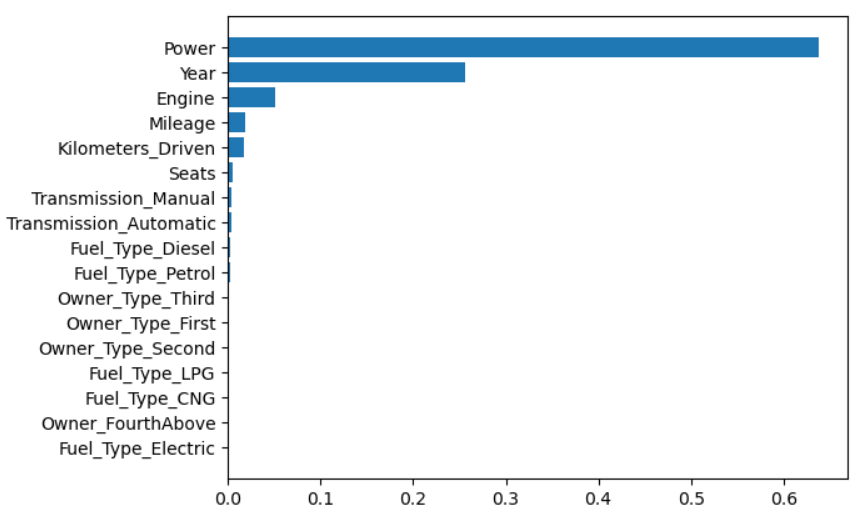 Power
Year
Engine
Mileage
Kilometers_Driven
Seats
Transmission_Manual
Transmission_Automatic
Fuel_Type_Diesel
Fuel_Type_Petrol
Owner_Type_Third
Owner_Type_First
Owner_Type_Second
Fuel_Type_LPG
Fuel_Type_CNG
Owner_FourthAbove
Fuel_Type_Electric
0.0 0.1 0.2 0.3 0.4 0.5 0.6